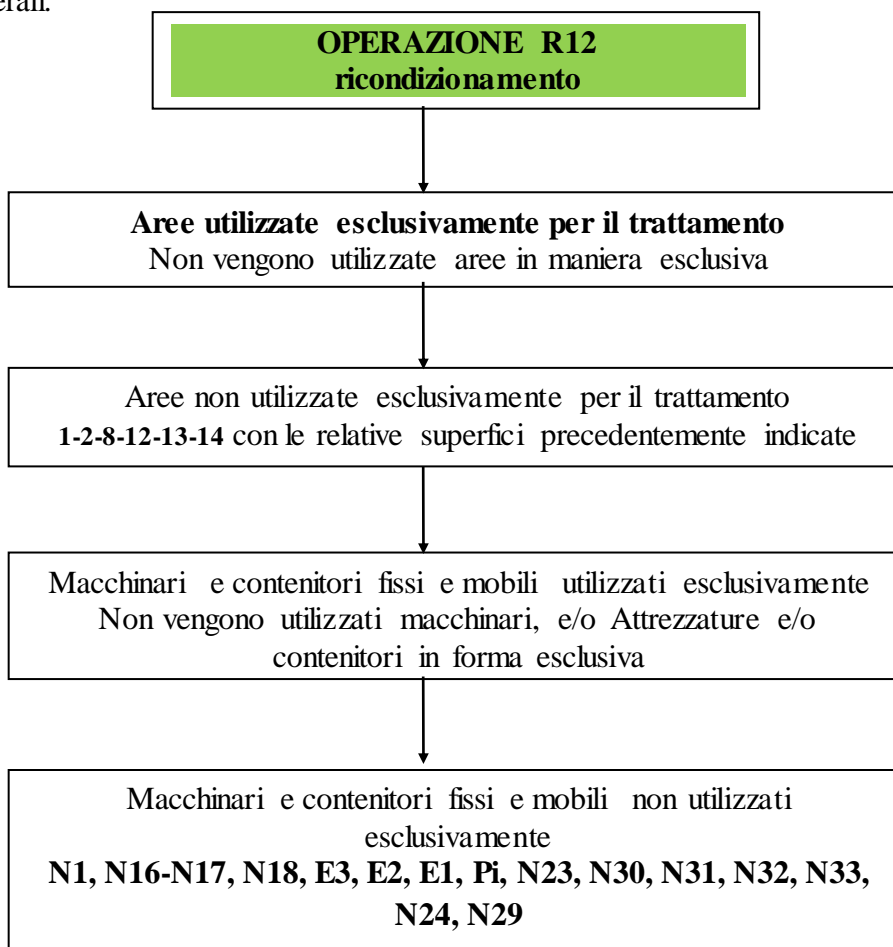 OPERAZIONE R12
ricondizionamento
Aree utilizzate esclusivamente per il trattamento
Non vengono utilizzate aree in maniera esclusiva
Aree non utilizzate esclusivamente per il trattamento
1-2-8-12-13-14 con le relative superfici precedentemente indicate
Macchinari e contenitori fissi e mobili utilizzati esclusivamente
Non vengono utilizzati macchinari, e/o Attrezzature e/o
contenitori in forma esclusiva
Macchinari e contenitori fissi e mobili non utilizzati
esclusivamente
N1, N16-N17, N18, E3, E2, E1, Pi, N23, N30, N31, N32, N33,
N24, N29